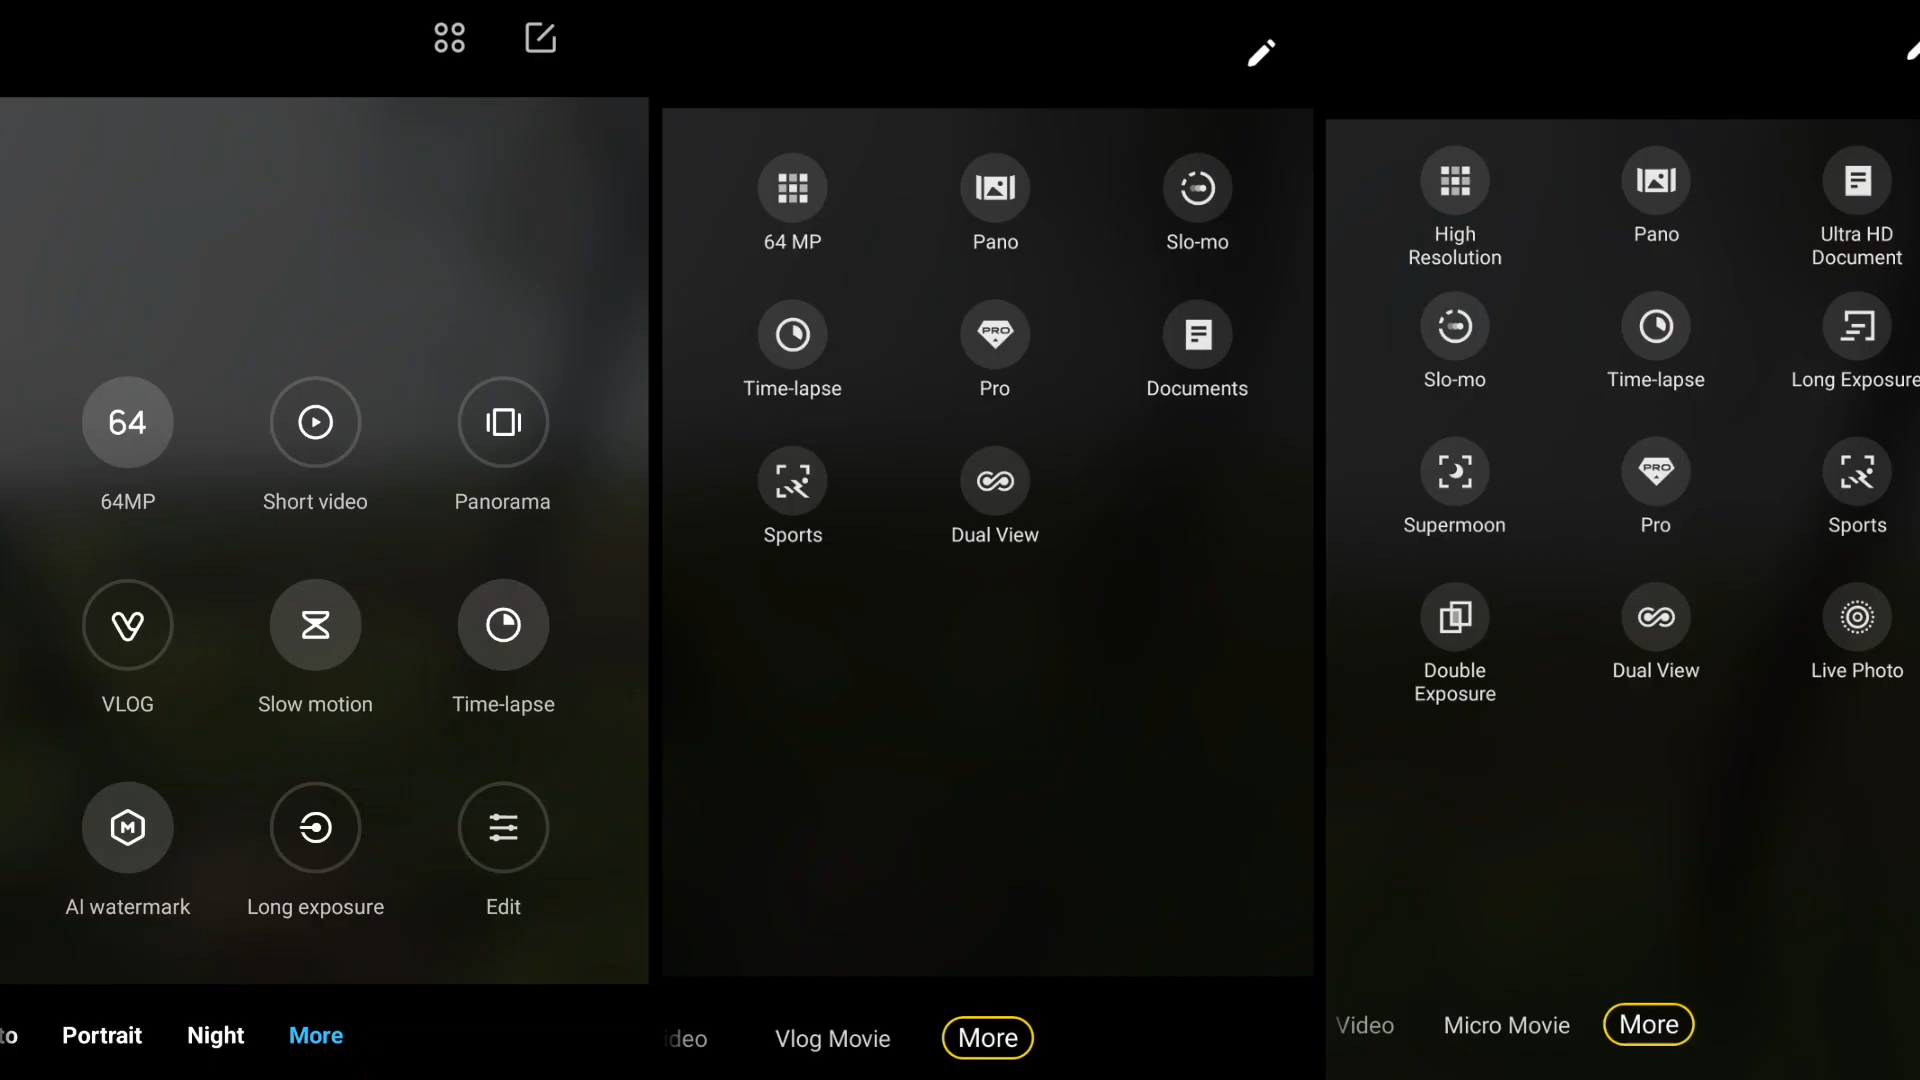 64
64MP
Short video
Panorama
VLOG
Slow motion
Time-lapse
M
AI watermark
Long exposure
Edit
to
Portrait
Night
More
64 MP
Pano
Slo-mo
PRO
Time-lapse
Pro
Documents
Sports
Dual View
ideo
Vlog Movie
More
High
Resolution
Pano
Ultra HD
Document
Slo-mo
Time-lapse
Long Exposure
PRO
Supermoon
Pro
Sports
Double
Exposure
Dual View
Live Photo
Video
Micro Movie
More